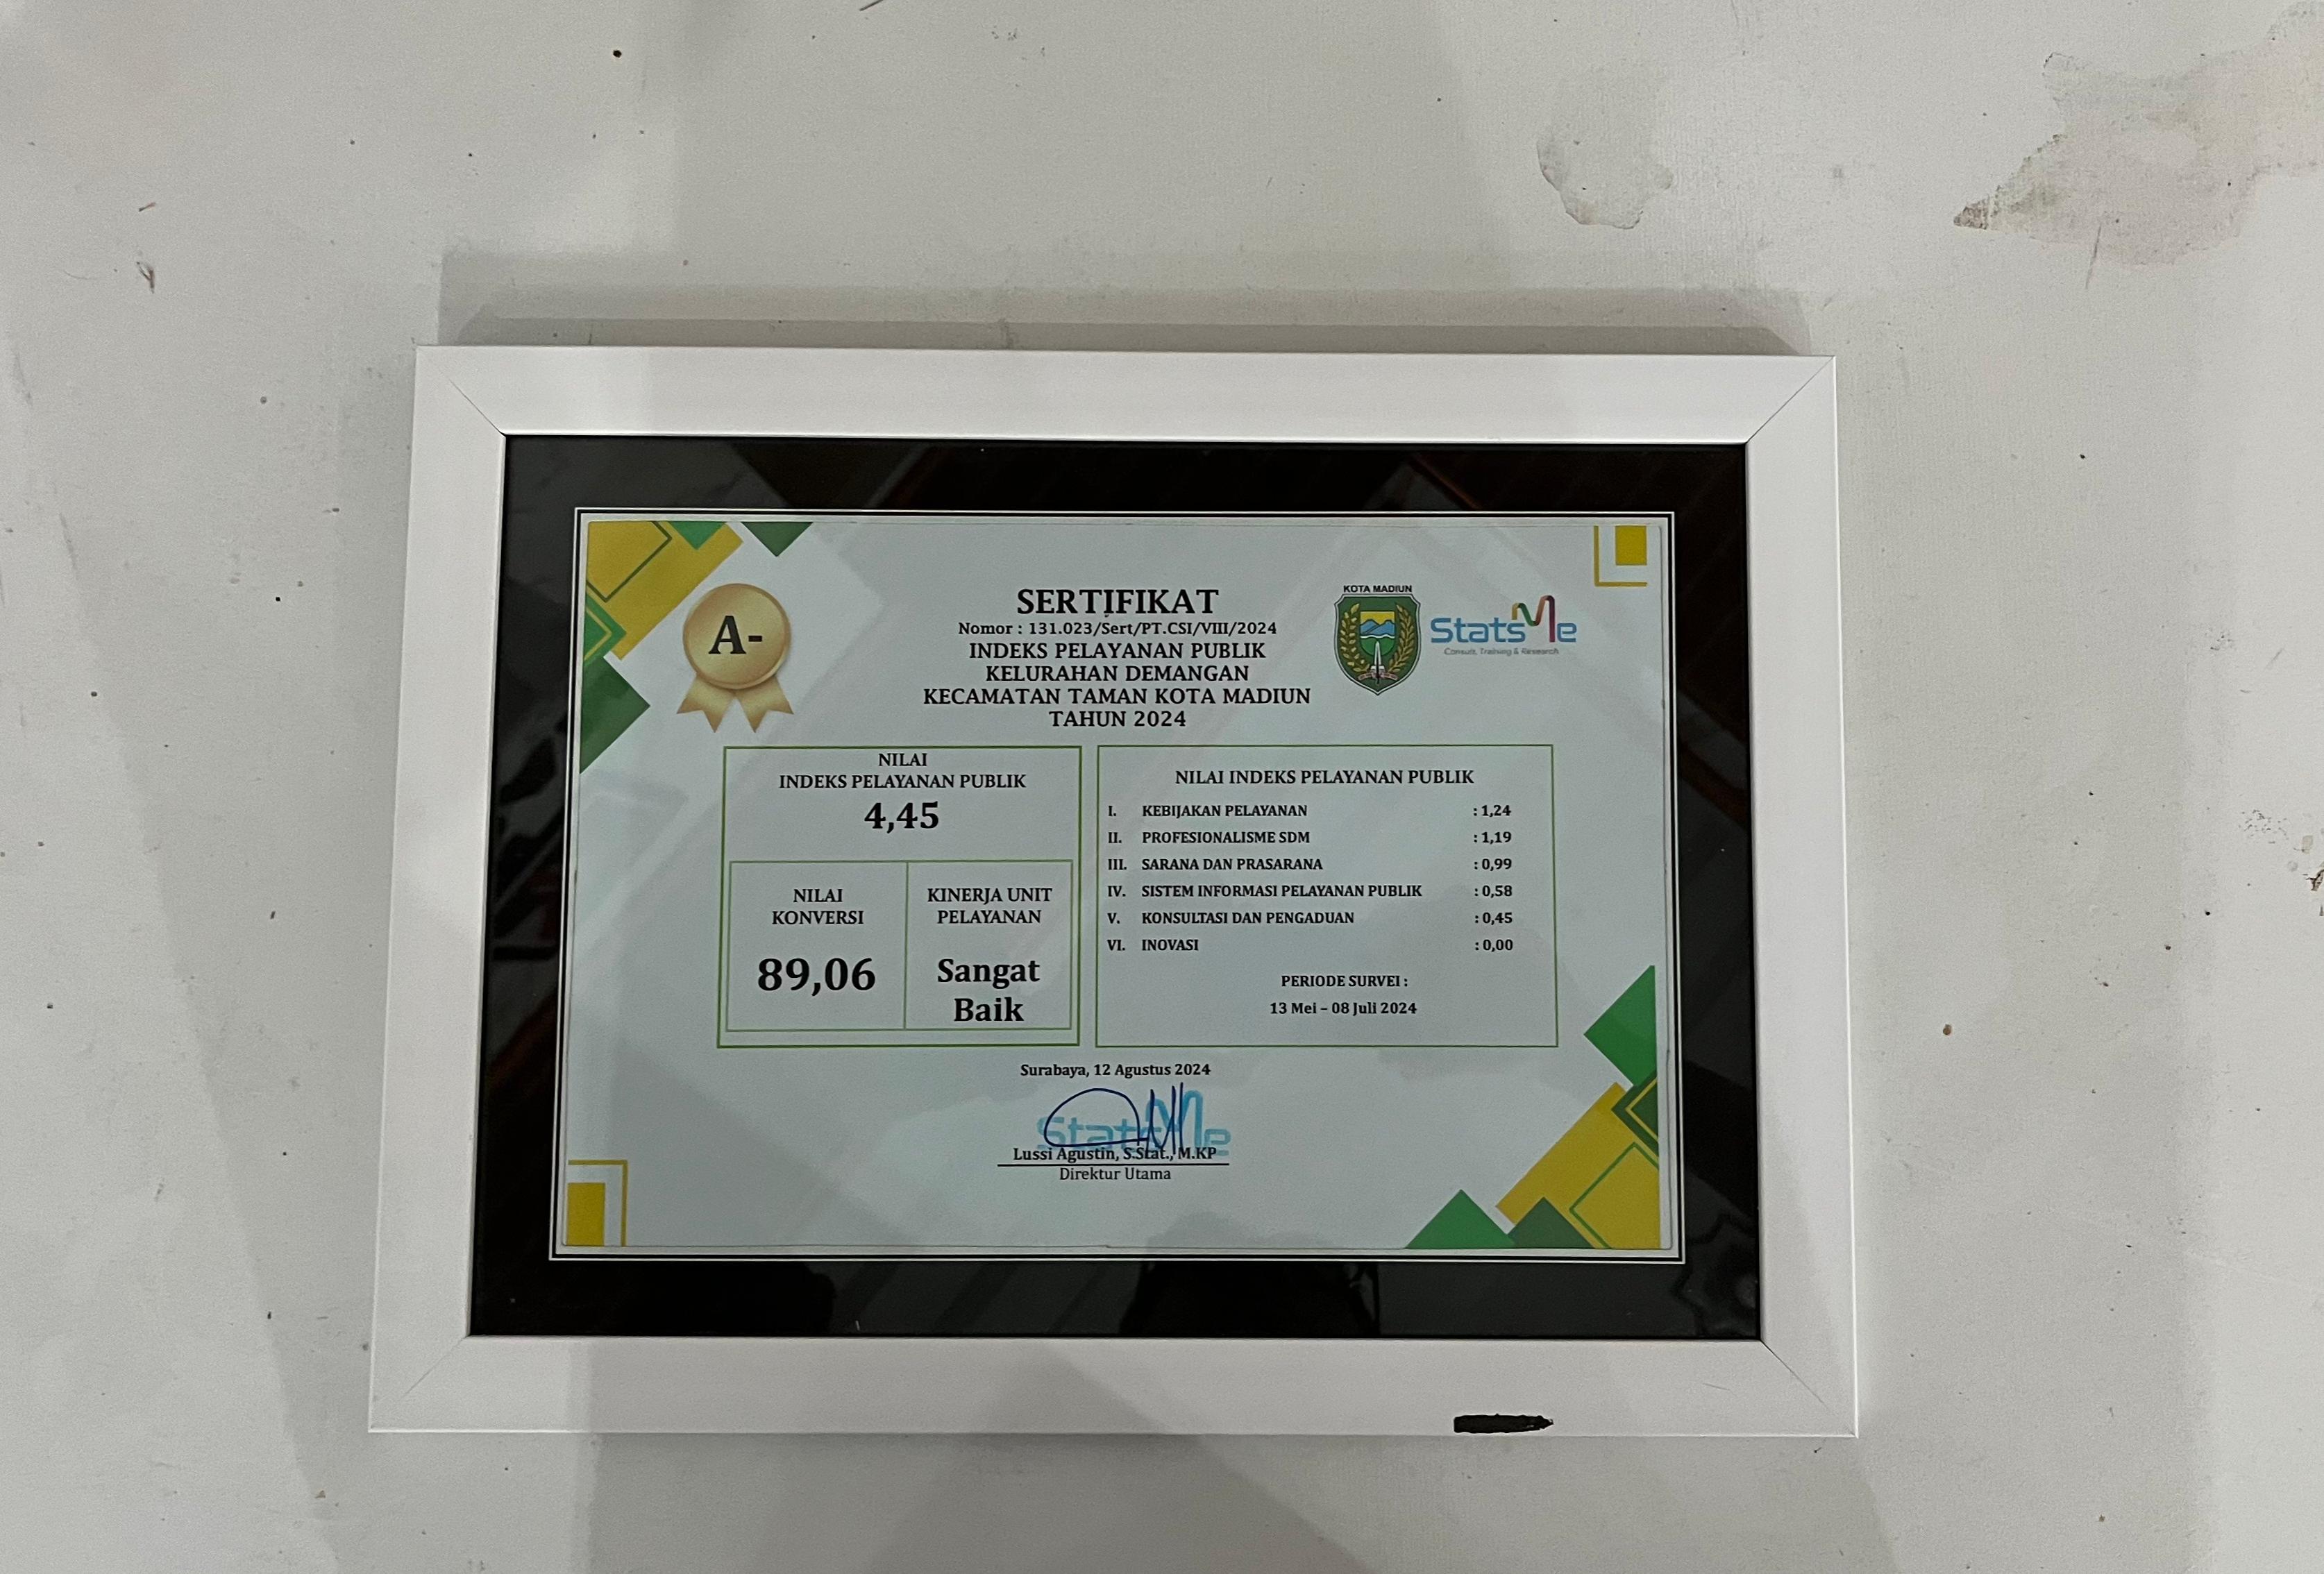 A-
SERTIFIKAT
Nomor : 131.023/Sert/PT.CSI/VIII/2024
INDEKS PELAYANAN PUBLIK
KELURAHAN DEMANGAN
KECAMATAN TAMAN KOTA MADIUN
TAHUN 2024
KOTA MADIUN
StatsMe
Consult, Training & Research
NILAI
INDEKS PELAYANAN PUBLIK
4,45
NILAI
KONVERSI
89,06
KINERJA UNIT
PELAYANAN
Sangat
Baik
NILAI INDEKS PELAYANAN PUBLIK
I. KEBIJAKAN PELAYANAN : 1,24
II. PROFESIONALISME SDM : 1,19
III. SARANA DAN PRASARANA : 0,99
IV. SISTEM INFORMASI PELAYANAN PUBLIK : 0,58
V. KONSULTASI DAN PENGADUAN : 0,45
VI. INOVASI : 0,00
PERIODE SURVEI :
13 Mei – 08 Juli 2024
Surabaya, 12 Agustus 2024
StatsMe
Lussi Agustin, S.Stat., M.KP
Direktur Utama